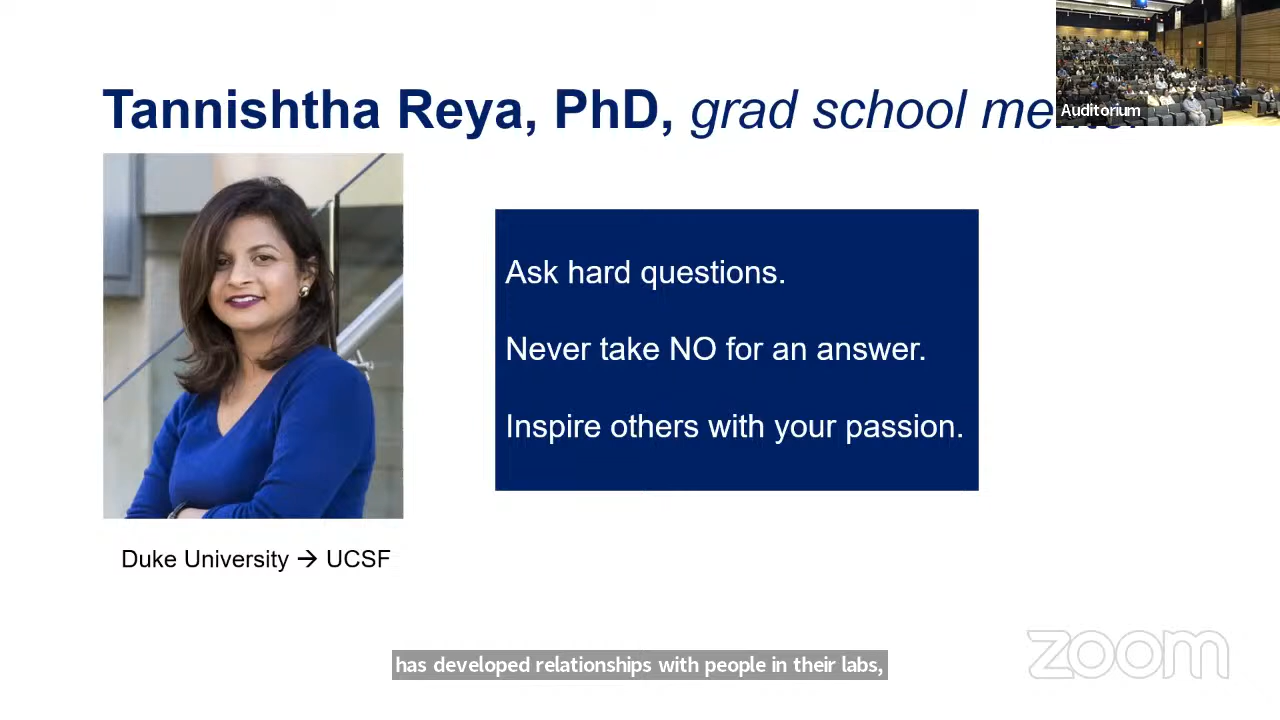 Tannishtha Reya, PhD, grad school
Auditorium
Ask hard questions.
Never take NO for an answer.
Inspire others with your passion.
Duke University → UCSF
has developed relationships with people in their labs,
zoom